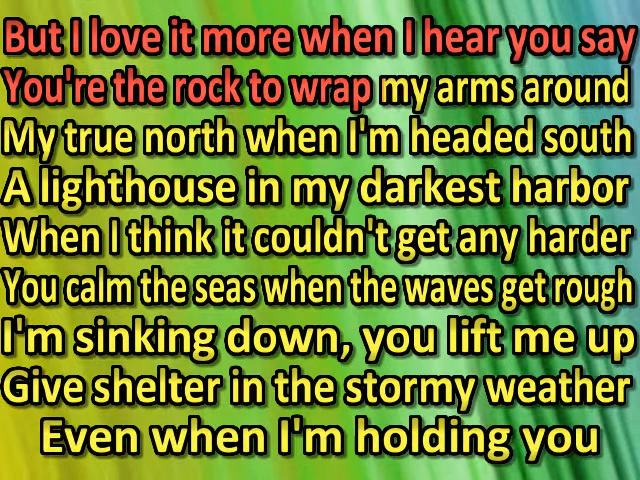 But I love it more when I hear you say
You're the rock to wrap my arms around
My true north when I'm headed south
A lighthouse in my darkest harbor
When I think it couldn't get any harder
You calm the seas when the waves get rough
I'm sinking down, you lift me up
Give shelter in the stormy weather
Even when I'm holding you